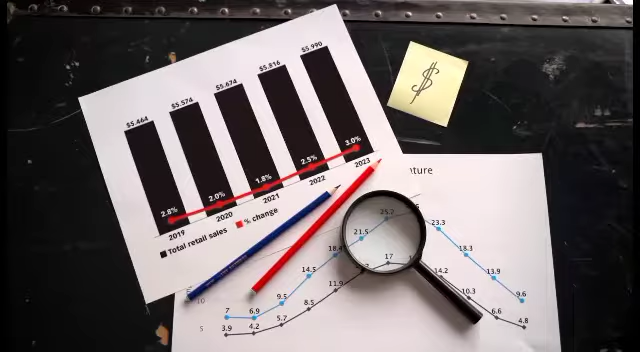 $5.464 $5.574 $5.674 $5.816 $5.990
2.8% 2.0% 1.8% 2.5% 3.0%
2019 2020 2021 2022 2023
Total retail sales % change
$
ture
25.2 23.3
21.5 18.3
18.4 13.9
14.5 9.6
9.5
7 6.9
17 14.2
11.9 10.3
8.5 6.6
5.7 4.8
3.9 4.2
10
5